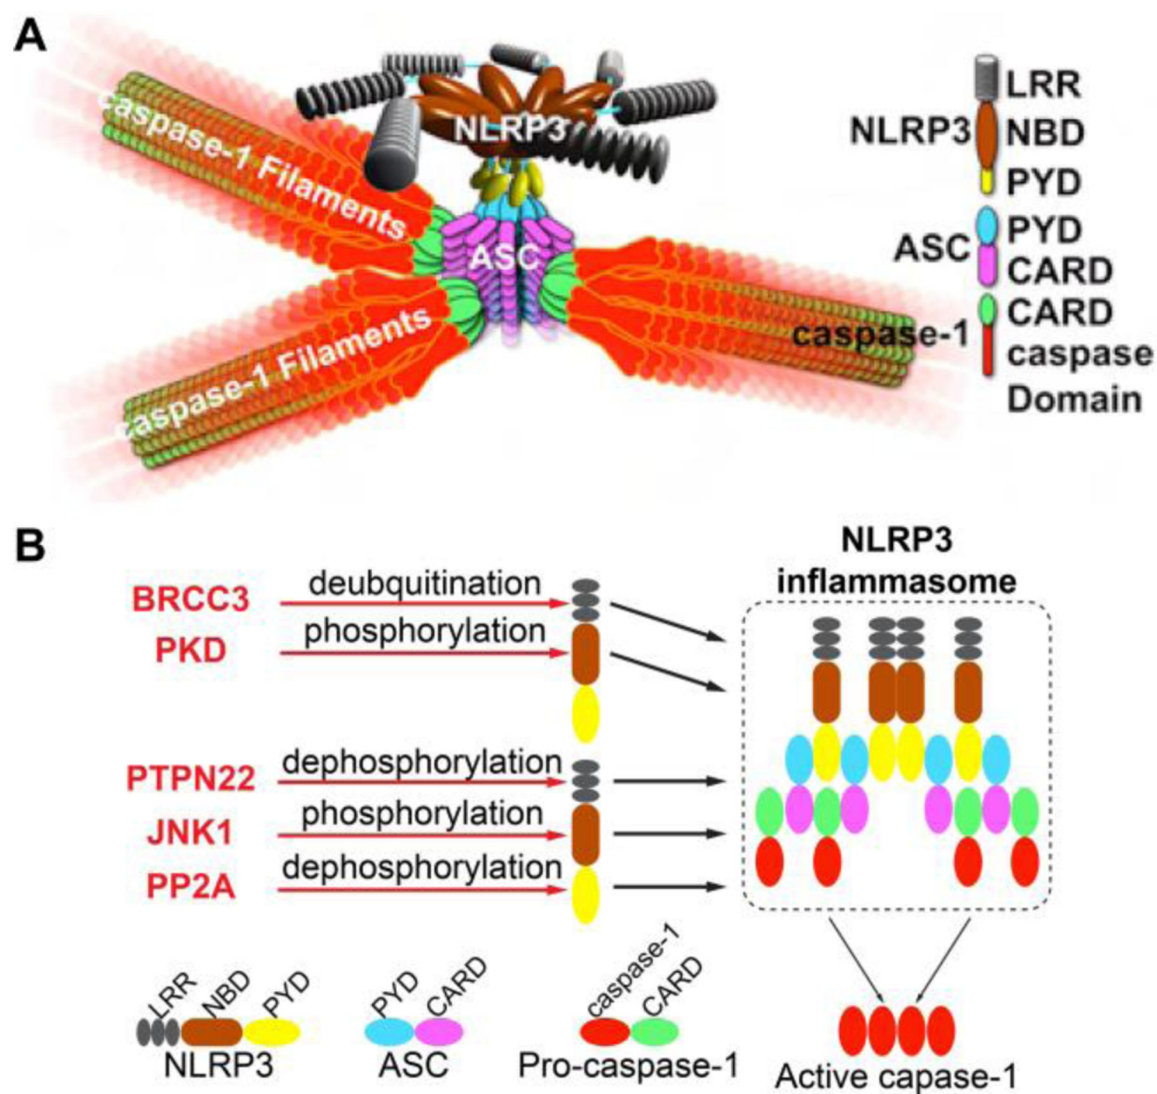 A
caspase-1 Filaments
NLRP3
ASC
caspase-1 Filaments
LRR
NLRP3 NBD
PYD
ASC PYD
CARD
CARD
caspase-1 caspase
Domain
B
NLRP3
inflammasome
BRCC3 deubquitination
PKD phosphorylation
PTPN22 dephosphorylation
JNK1 phosphorylation
PP2A dephosphorylation
LRR NBD PYD
NLRP3
PYD CARD
ASC
caspase-1 CARD
Pro-caspase-1
Active capase-1